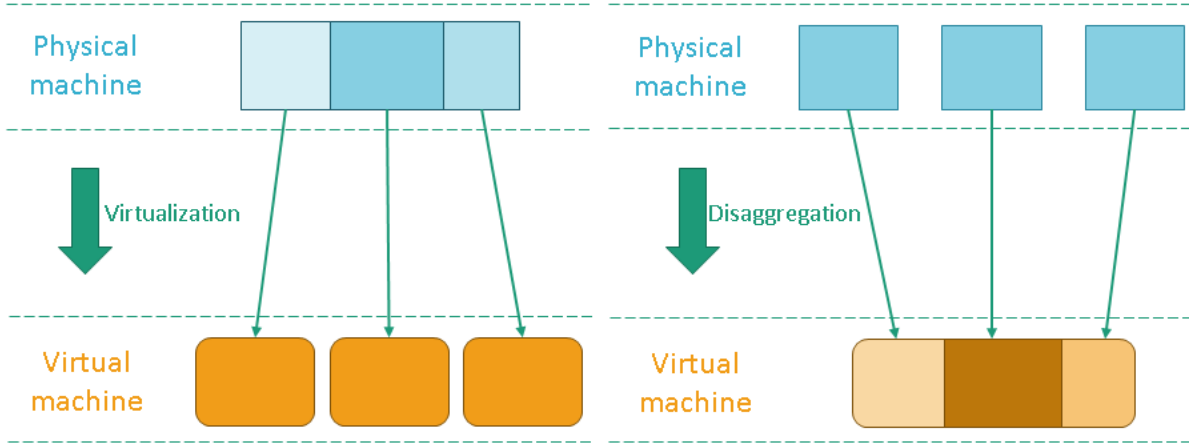 Physical
machine
Virtualization
Virtual
machine
Physical
machine
Disaggregation
Virtual
machine